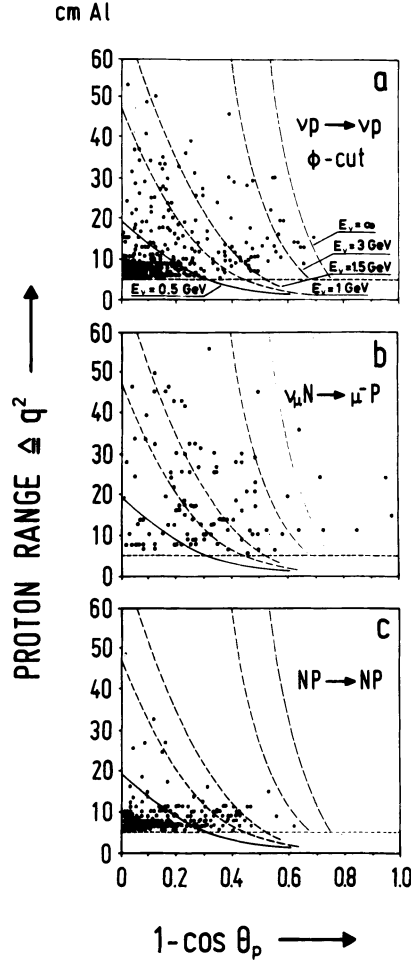 cm Al
60
50
40
30
20
10
0
a
νp → νp
ϕ-cut
E_ν = ∞
E_ν = 3 GeV
E_ν = 1.5 GeV
E_ν = 0.5 GeV
E_ν = 1 GeV
PROTON RANGE ≙ q²
60
50
40
30
20
10
0
b
ν_μN → μ⁻P
60
50
40
30
20
10
0
c
NP → NP
0 0.2 0.4 0.6 0.8 1.0
1-cos θ_p